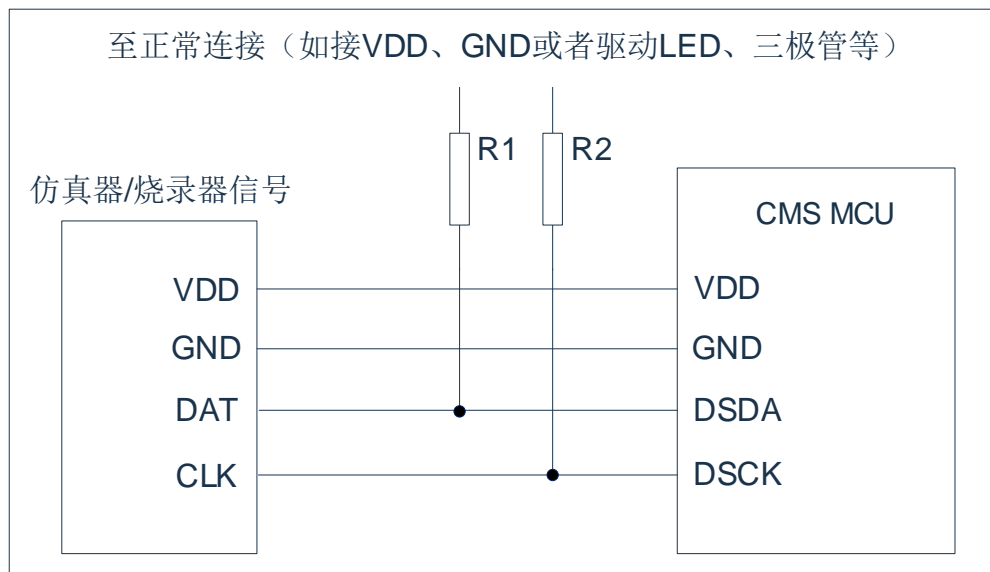 至正常连接（如接VDD、GND或者驱动LED、三极管等）
R1
R2
仿真器/烧录器信号
CMS MCU
VDD
VDD
GND
GND
DAT
DSDA
CLK
DSCK